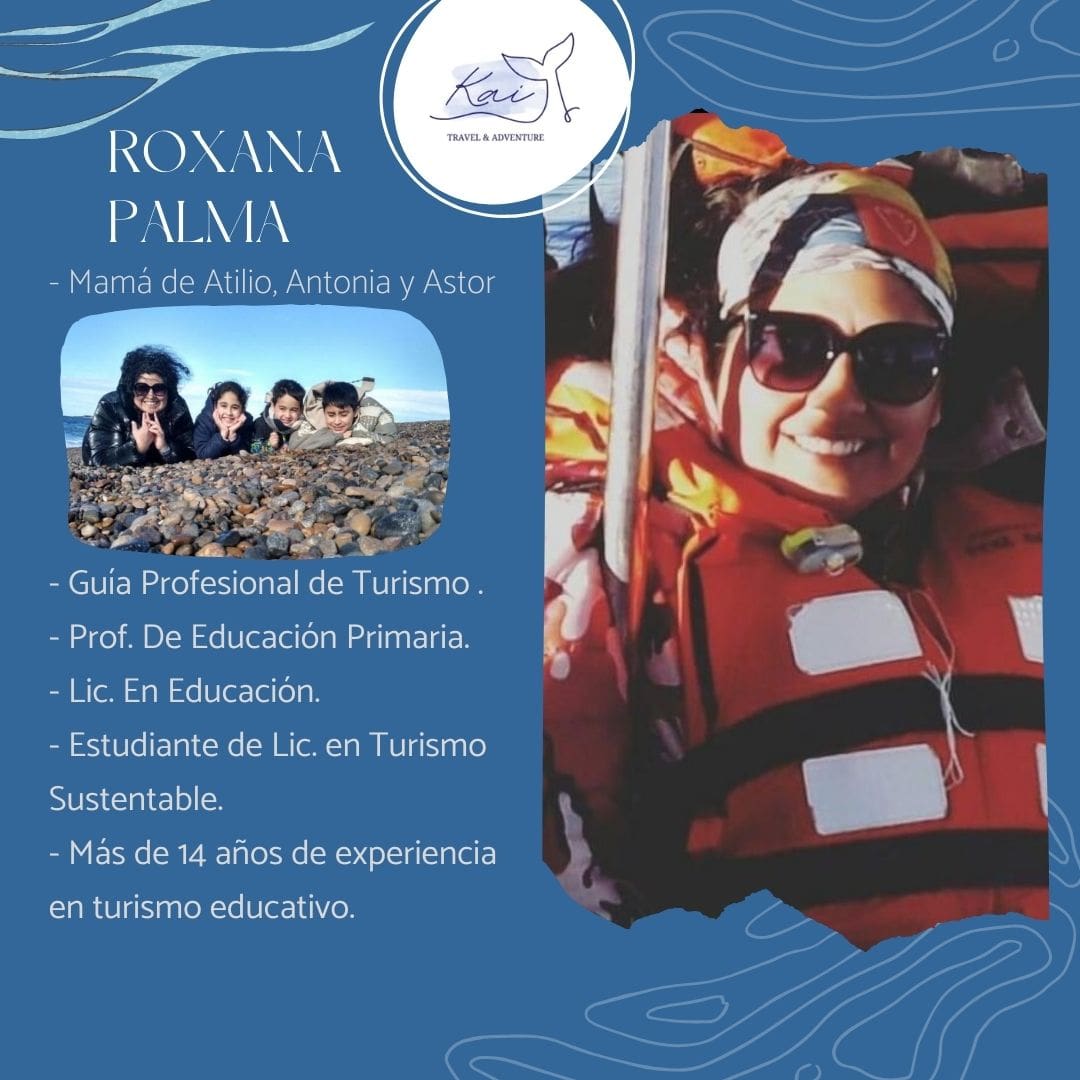 Kai
TRAVEL & ADVENTURE
ROXANA
PALMA
- Mamá de Atilio, Antonia y Astor
- Guía Profesional de Turismo .
- Prof. De Educación Primaria.
- Lic. En Educación.
- Estudiante de Lic. en Turismo
Sustentable.
- Más de 14 años de experiencia
en turismo educativo.